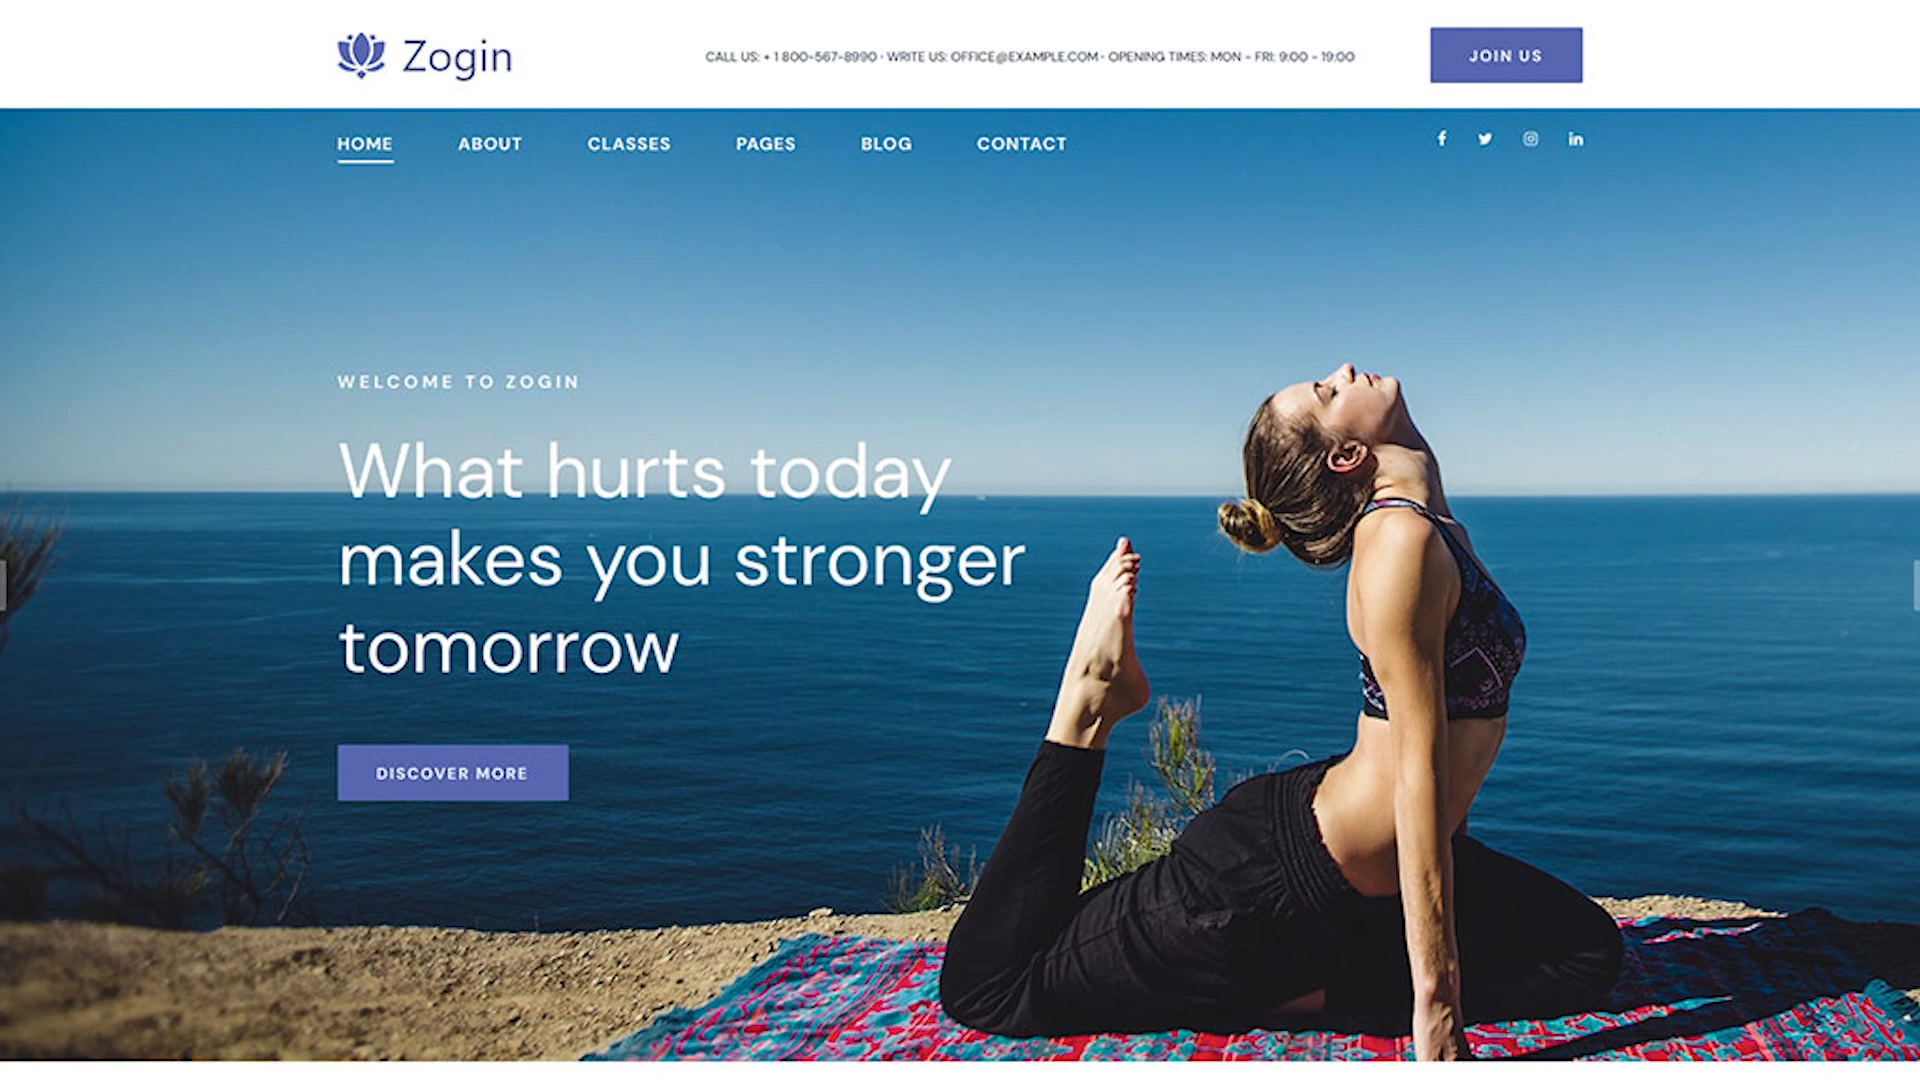 Zogin
CALL US: + 1 800-567-8990 · WRITE US: OFFICE@EXAMPLE.COM · OPENING TIMES: MON - FRI: 9:00 - 19:00
JOIN US
HOME
ABOUT
CLASSES
PAGES
BLOG
CONTACT
WELCOME TO ZOGIN
What hurts today
makes you stronger
tomorrow
DISCOVER MORE